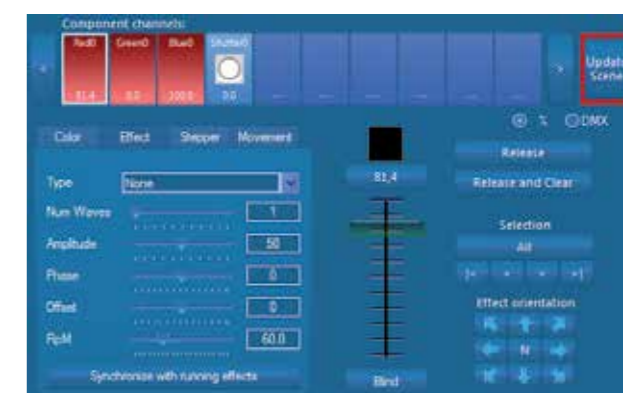 Component channels:
Red0 Green0 Blue0 Shutter0
81.4 0.0 100.0 0.0
Update Scene
% DMX
Color Effect Stepper Movement
Type None
Num Waves 1
Amplitude 50
Phase 0
Offset 0
RpM 60.0
Synchronize with running effects
81,4
Blind
Release
Release and Clear
Selection
All
Effect orientation
N